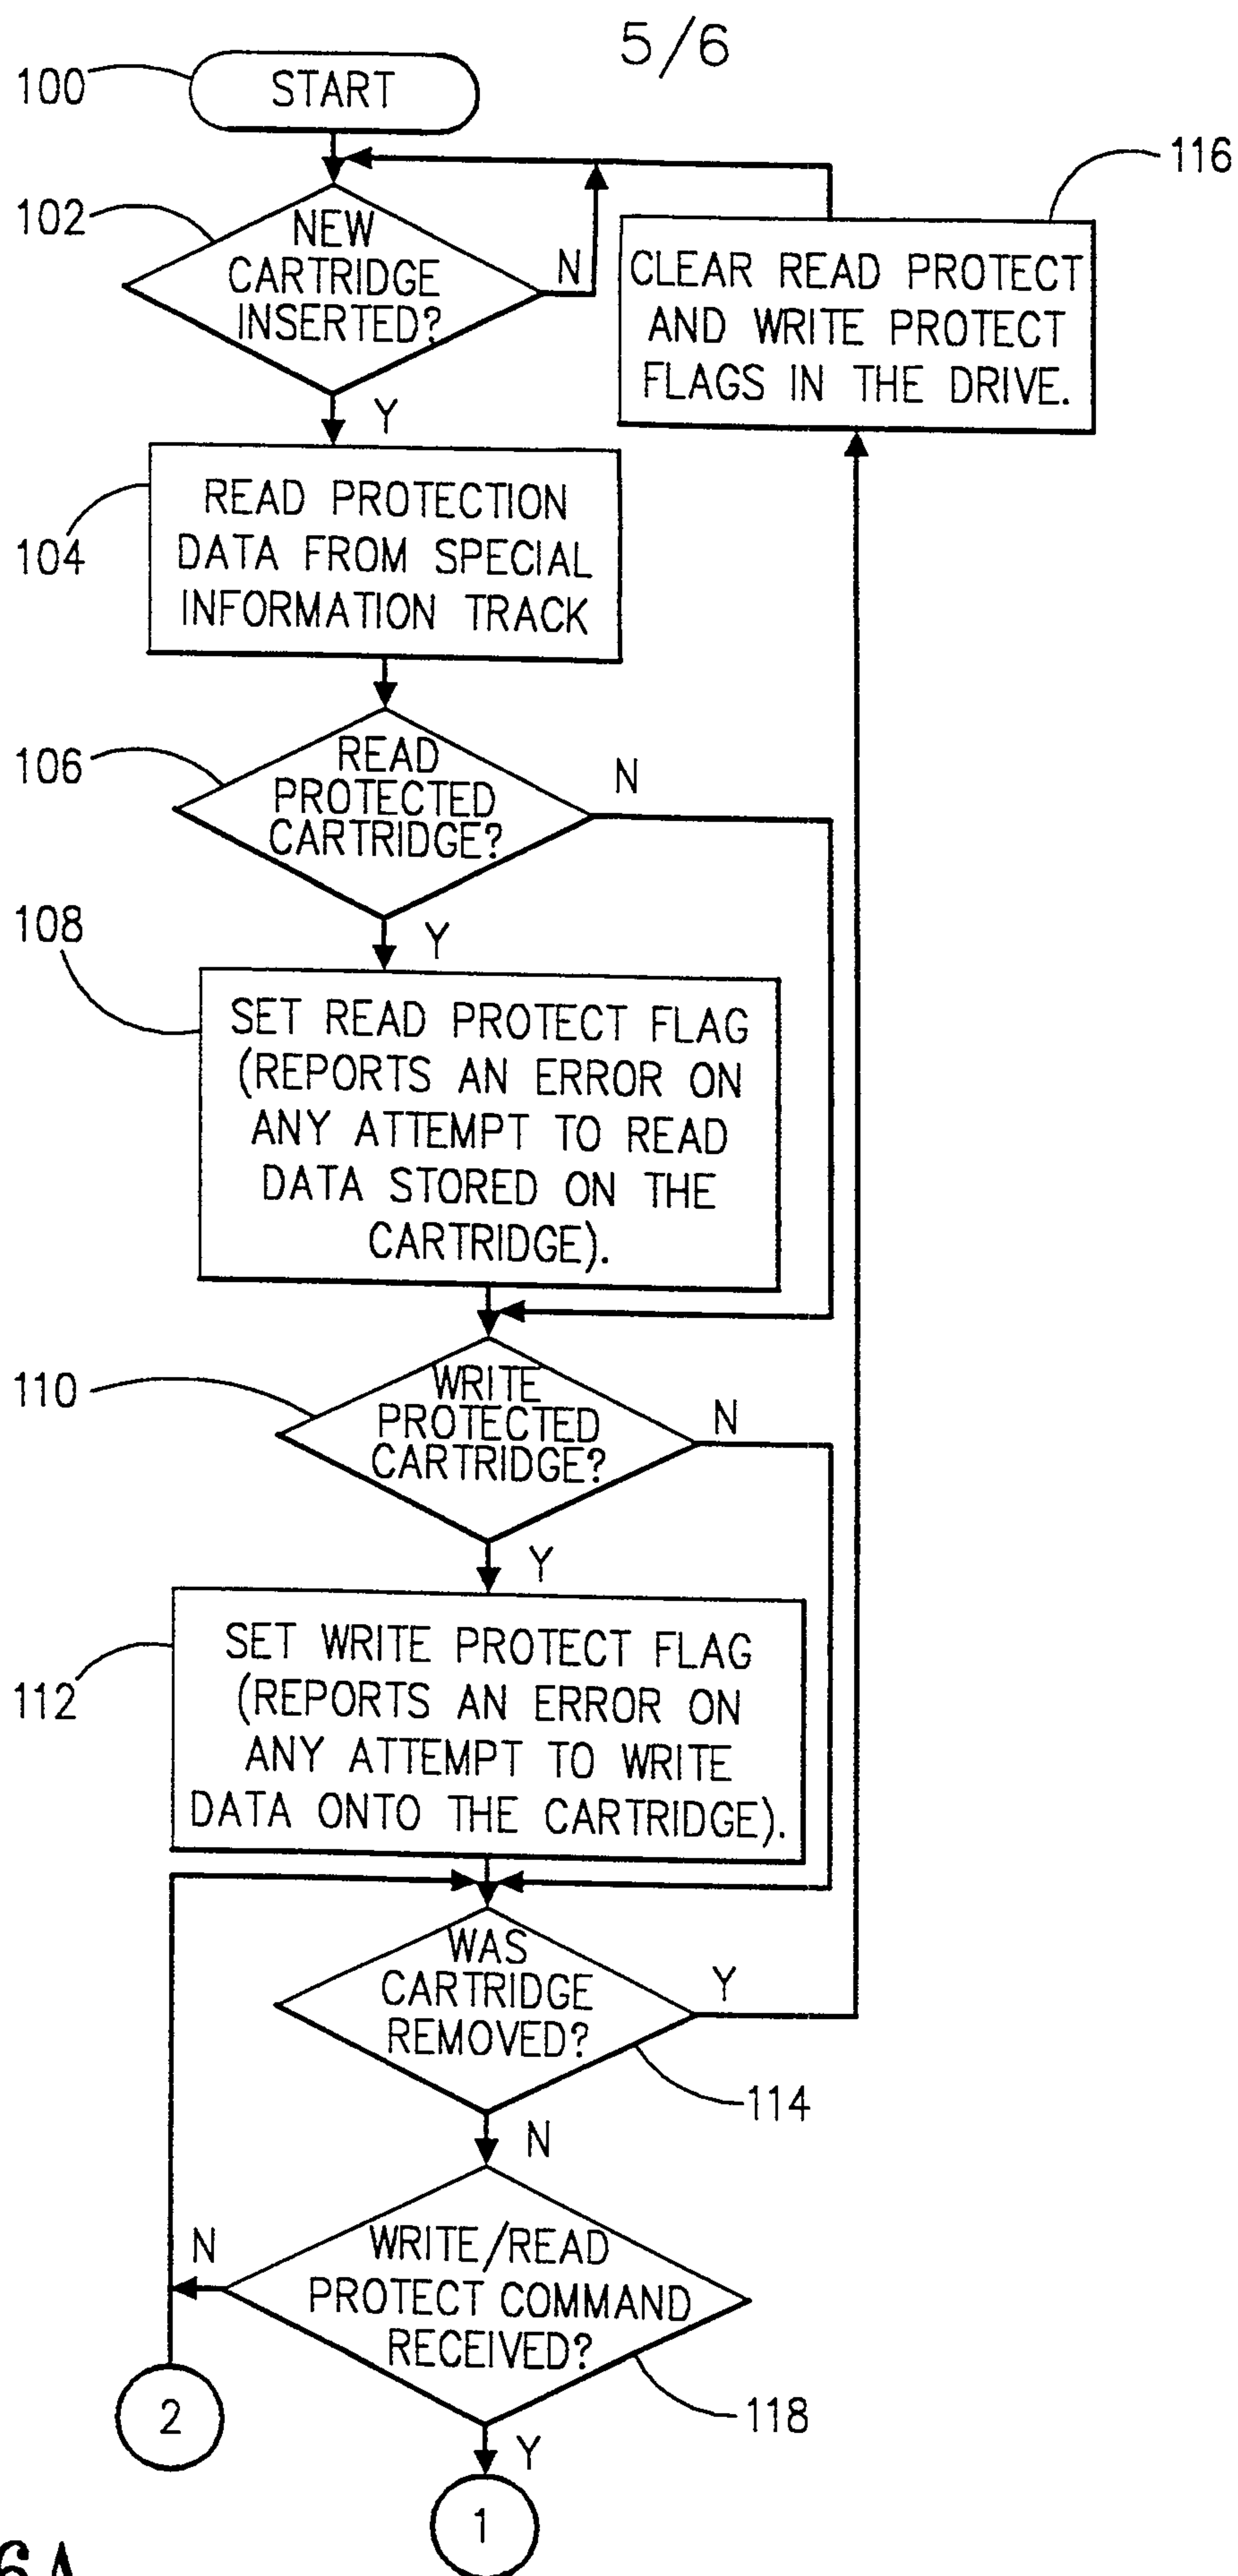 5/6
100
START
116
102
NEW
CARTRIDGE
INSERTED?
N
CLEAR READ PROTECT
AND WRITE PROTECT
FLAGS IN THE DRIVE.
Y
104
READ PROTECTION
DATA FROM SPECIAL
INFORMATION TRACK
106
READ
PROTECTED
CARTRIDGE?
N
Y
108
SET READ PROTECT FLAG
(REPORTS AN ERROR ON
ANY ATTEMPT TO READ
DATA STORED ON THE
CARTRIDGE).
110
WRITE
PROTECTED
CARTRIDGE?
N
Y
112
SET WRITE PROTECT FLAG
(REPORTS AN ERROR ON
ANY ATTEMPT TO WRITE
DATA ONTO THE CARTRIDGE).
WAS
CARTRIDGE
REMOVED?
Y
114
N
WRITE/READ
PROTECT COMMAND
RECEIVED?
N
118
2
Y
1
6A